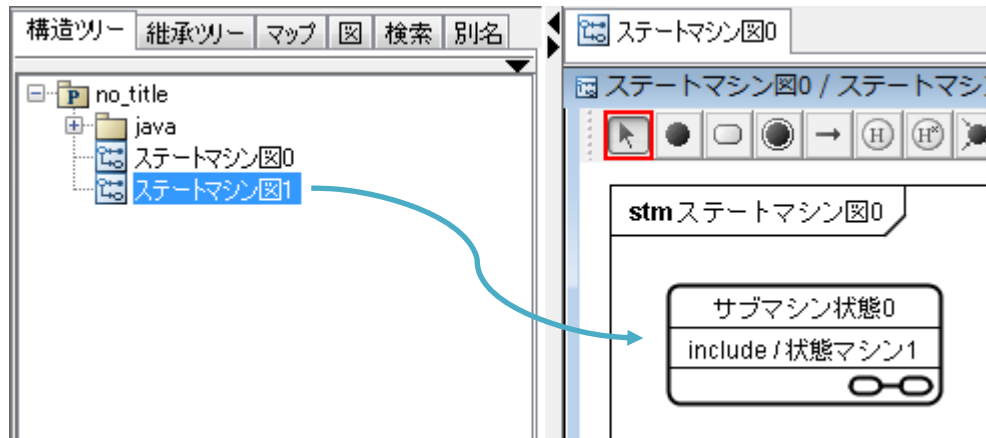 構造ツリー 継承ツリー マップ 図 検索 別名
no_title
java
ステートマシン図0
ステートマシン図1
ステートマシン図0
ステートマシン図0 / ステートマシ
H H*
stm ステートマシン図0
サブマシン状態0
include / 状態マシン1